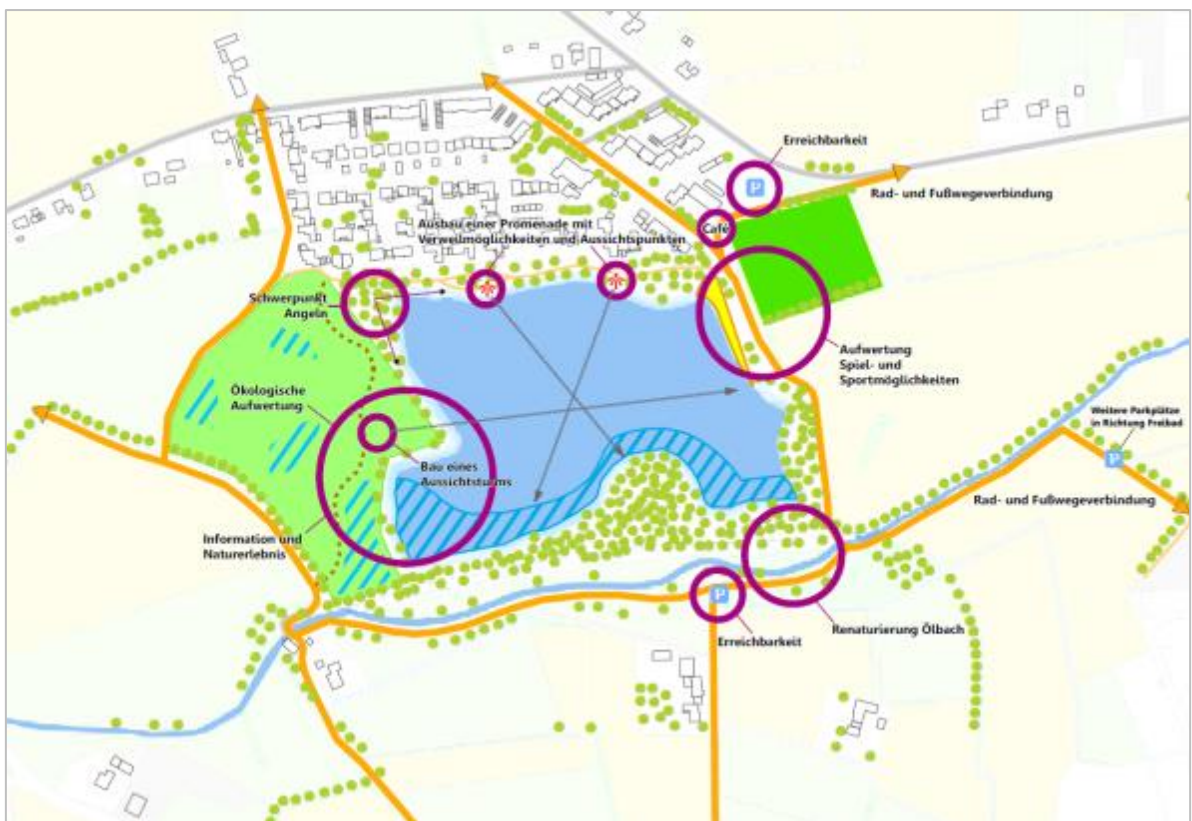 Erreichbarkeit
P
Rad- und Fußwegeverbindung
Café
Ausbau einer Promenade mit
Verweilmöglichkeiten und Aussichtspunkten
Schwerpunkt
Angeln
Aufwertung
Spiel- und
Sportmöglichkeiten
Ökologische
Aufwertung
Weitere Parkplätze
in Richtung Freibad
P
Bau eines
Aussichtsturms
Rad- und Fußwegeverbindung
Information und
Naturerlebnis
P
Renaturierung Ölbach
Erreichbarkeit